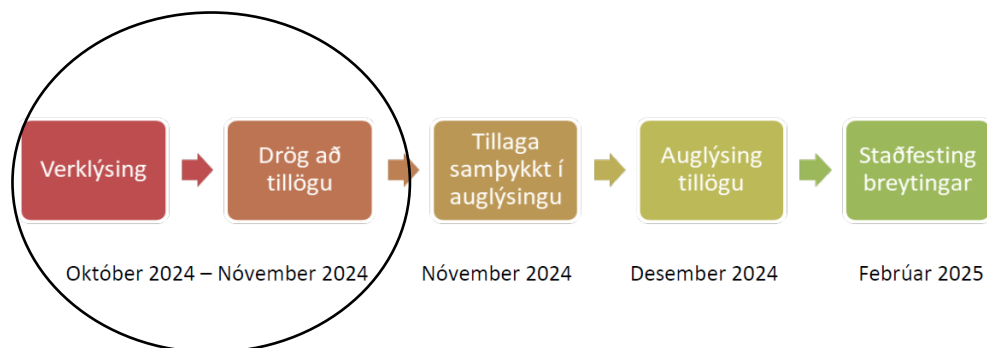 Verklýsing
Drög að
tillögu
Tillaga
samþykkt í
auglýsingu
Auglýsing
tillögu
Staðfesting
breytingar
Október 2024 – Nóvember 2024
Nóvember 2024
Desember 2024
Febrúar 2025